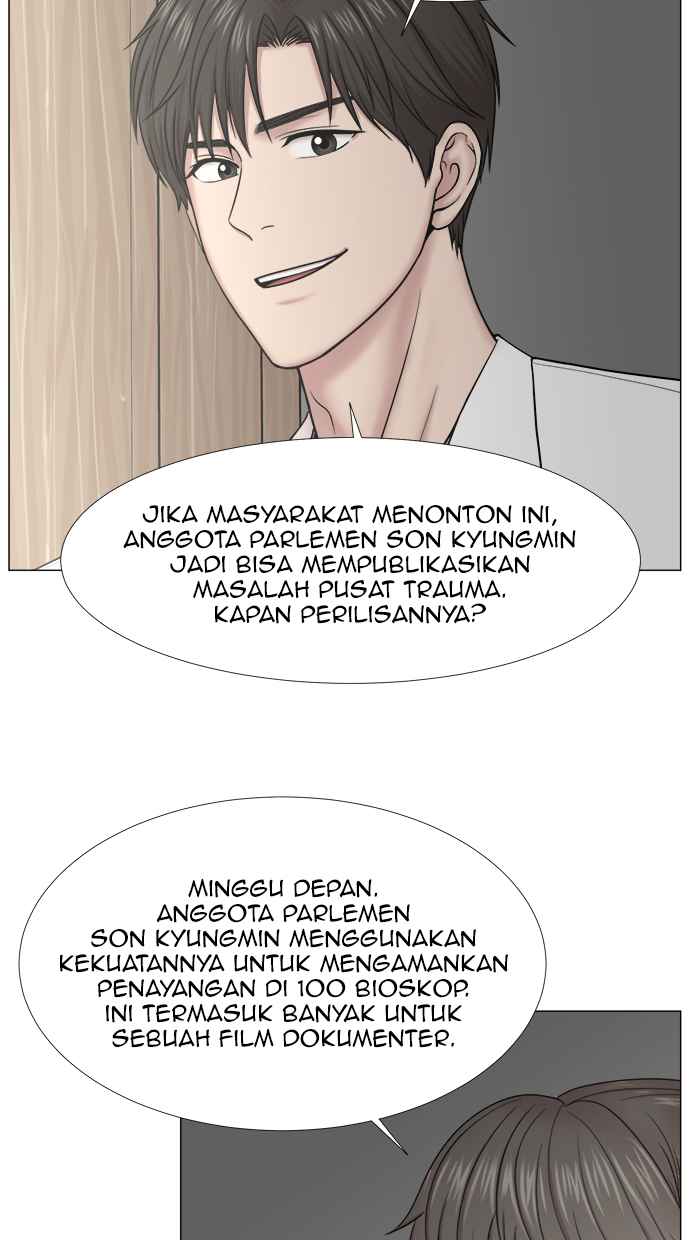 JIKA MASYARAKAT MENONTON INI,
ANGGOTA PARLEMEN SON KYUNGMIN
JADI BISA MEMPUBLIKASIKAN
MASALAH PUSAT TRAUMA.
KAPAN PERILISANNYA?
MINGGU DEPAN.
ANGGOTA PARLEMEN
SON KYUNGMIN MENGGUNAKAN
KEKUATANNYA UNTUK MENGAMANKAN
PENAYANGAN DI 100 BIOSKOP.
INI TERMASUK BANYAK UNTUK
SEBUAH FILM DOKUMENTER.